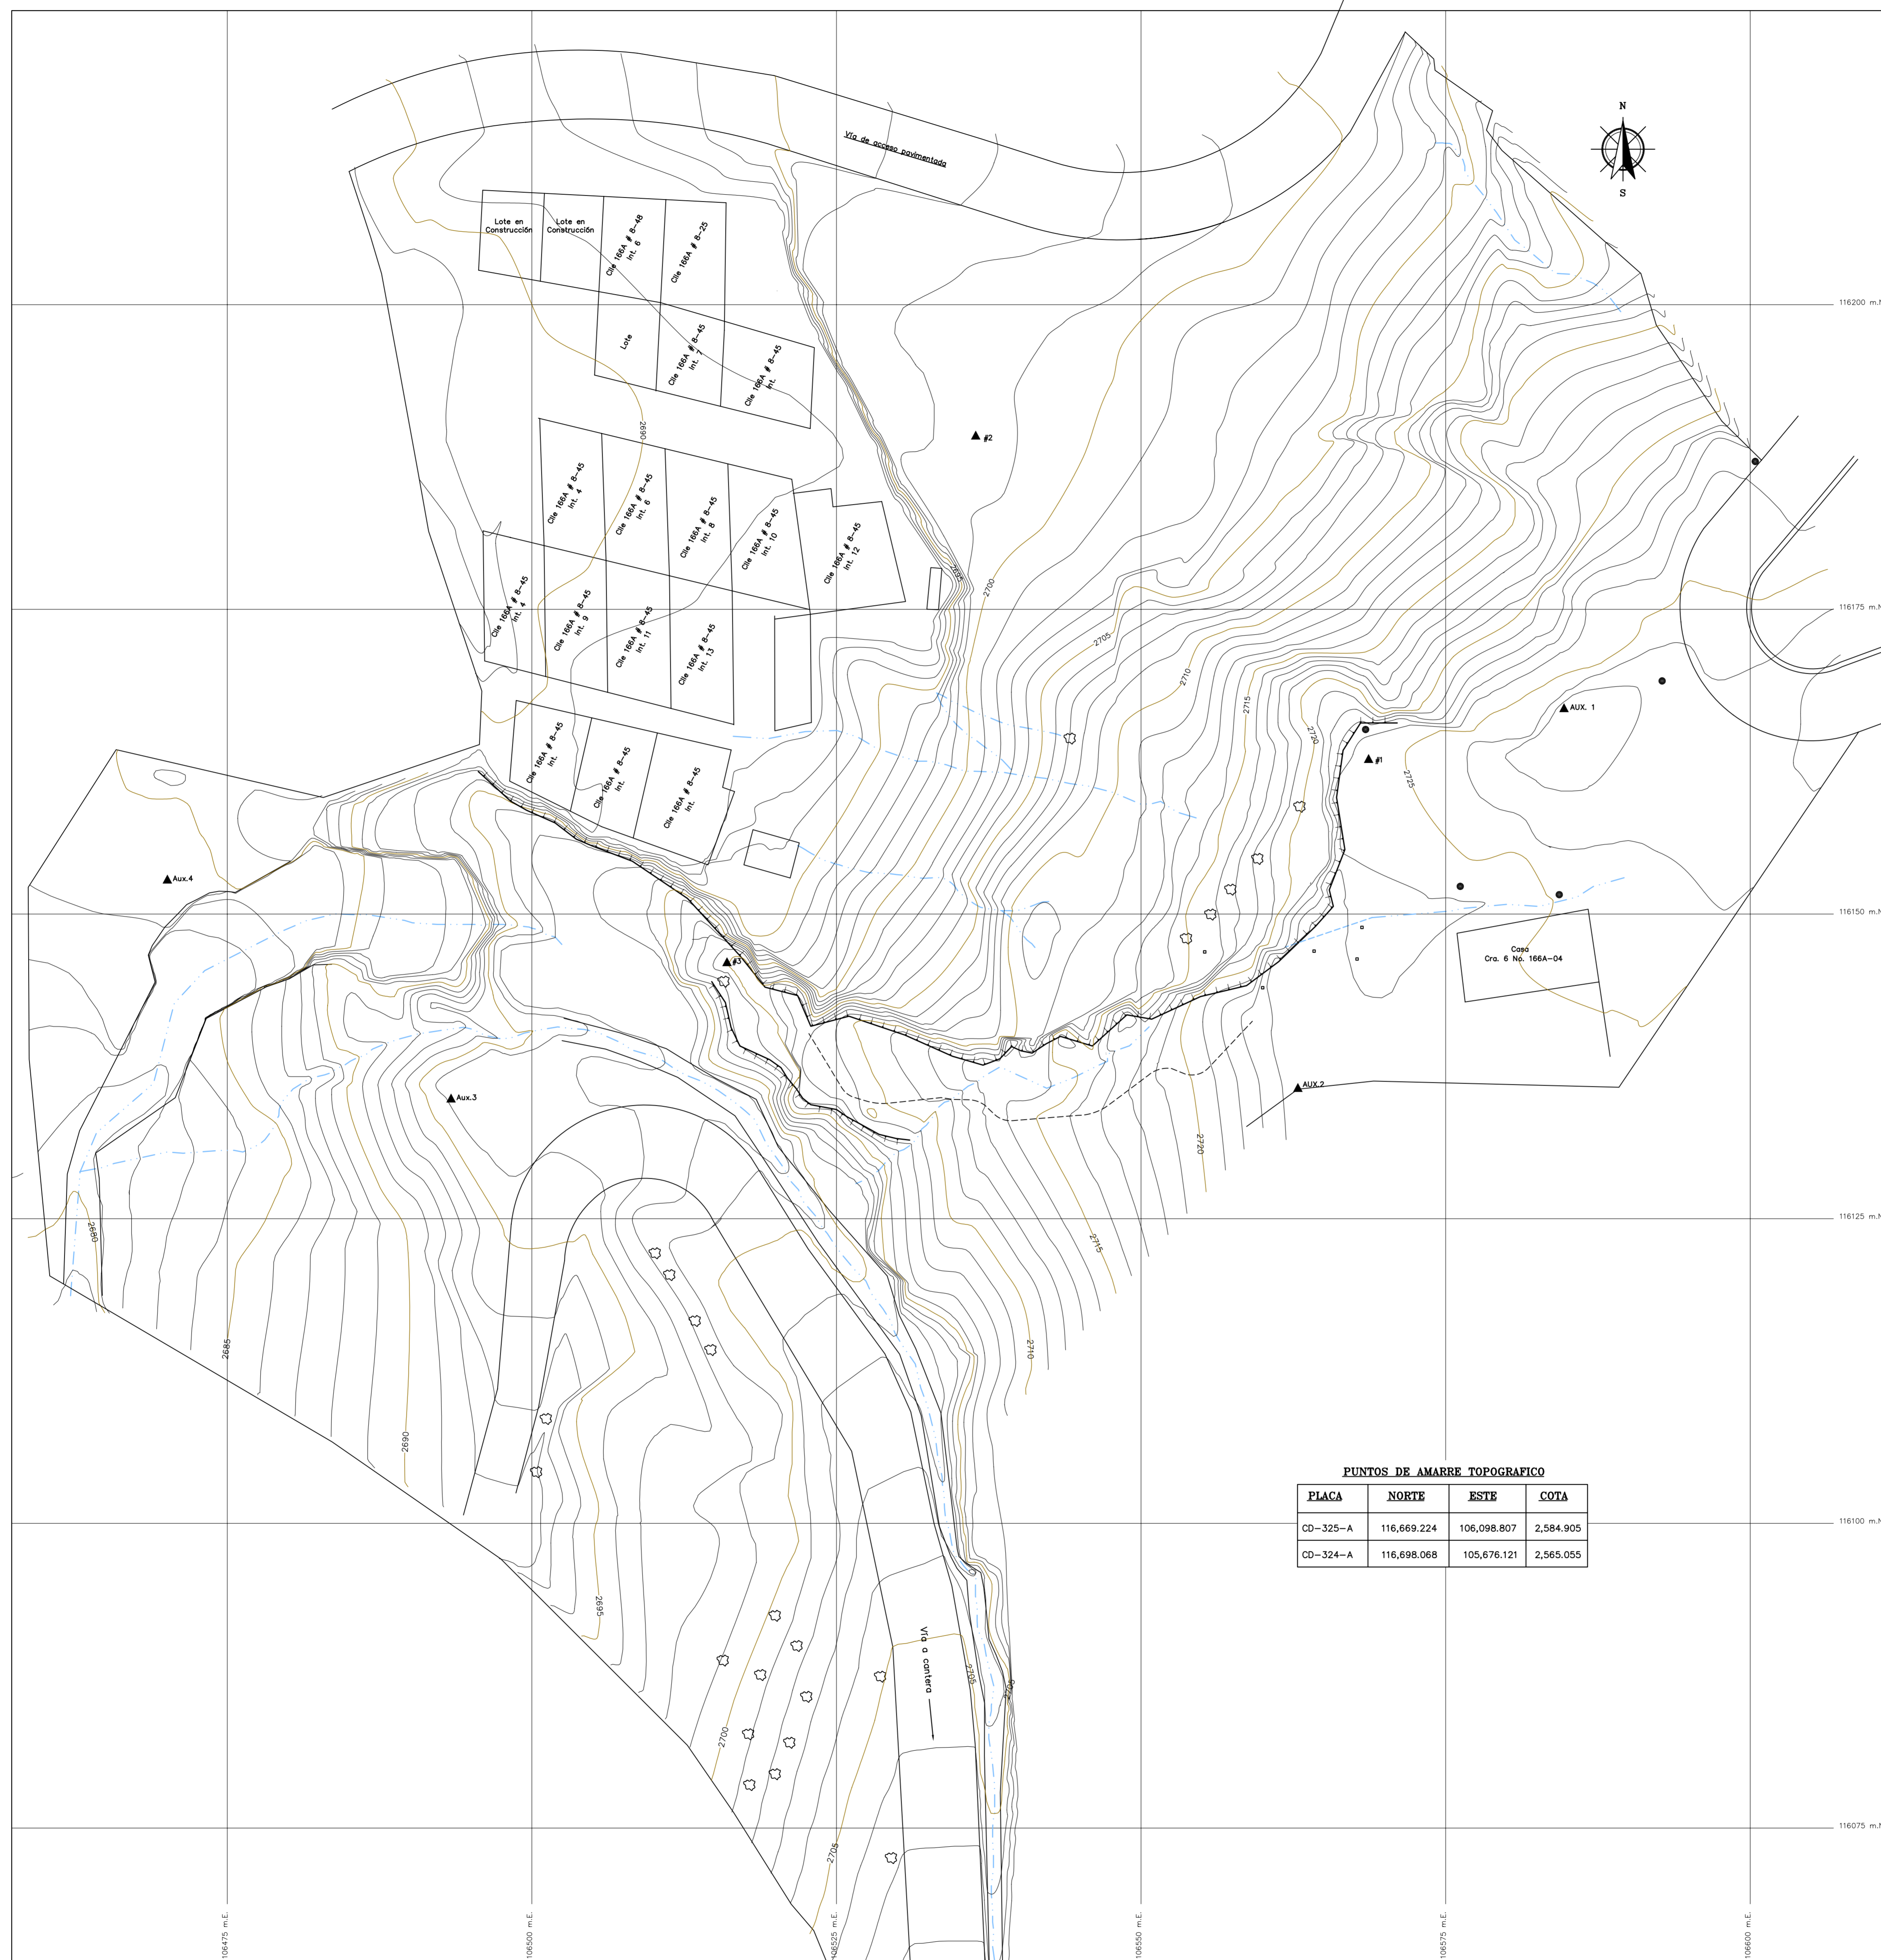 N
S
Vía de acceso pavimentada
Lote en
Construcción
Lote en
Construcción
Clle 166A # 8-48
Int. 6
Clle 166A # 8-25
Lote
Clle 166A # 8-45
Int. 7
Clle 166A # 8-45
Int.
116200 m.N
2690
#2
Clle 166A # 8-45
Int. 4
Clle 166A # 8-45
Int. 6
Clle 166A # 8-45
Int. 8
Clle 166A # 8-45
Int. 10
Clle 166A # 8-45
Int. 12
2695
2700
Clle 166A # 8-45
Int. 4
Clle 166A # 8-45
Int. 9
Clle 166A # 8-45
Int. 11
Clle 166A # 8-45
Int. 13
116175 m.N
2705
2710
2715
2720
2725
AUX. 1
#1
Clle 166A # 8-45
Int.
Clle 166A # 8-45
Int.
Clle 166A # 8-45
Int.
Aux.4
116150 m.N
Casa
Cra. 6 No. 166A-04
#3
Aux.3
AUX.2
2720
2680
2715
116125 m.N
2685
2710
2690
PUNTOS DE AMARRE TOPOGRAFICO
PLACA NORTE ESTE COTA
CD-325-A 116,669.224 106,098.807 2,584.905
CD-324-A 116,698.068 105,676.121 2,565.055
116100 m.N
2695
Vía a cantera
2705
2700
2705
116075 m.N
106475 m.E.
106500 m.E.
106525 m.E.
106550 m.E.
106575 m.E.
106600 m.E.